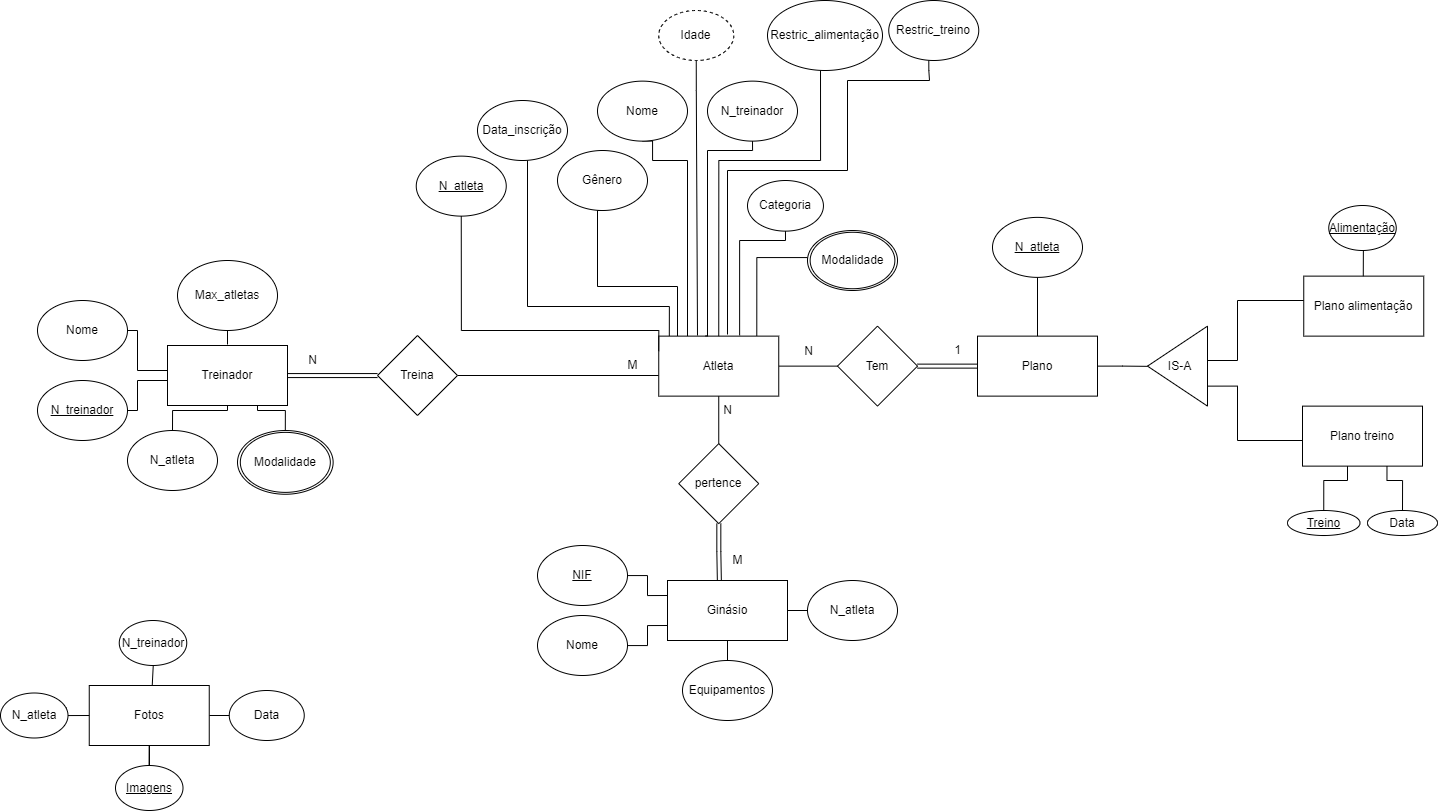 Idade
Restric_alimentação
Restric_treino
Nome
N_treinador
Data_inscrição
Gênero
N_atleta
Categoria
Modalidade
N_atleta
Alimentação
Plano alimentação
Max_atletas
Nome
N
Treinador
Treina
M
Atleta
N
Tem
1
Plano
IS-A
N_treinador
N
N_atleta
Modalidade
Plano treino
pertence
Treino
Data
M
NIF
Ginásio
N_atleta
Nome
Equipamentos
N_treinador
N_atleta
Fotos
Data
Imagens